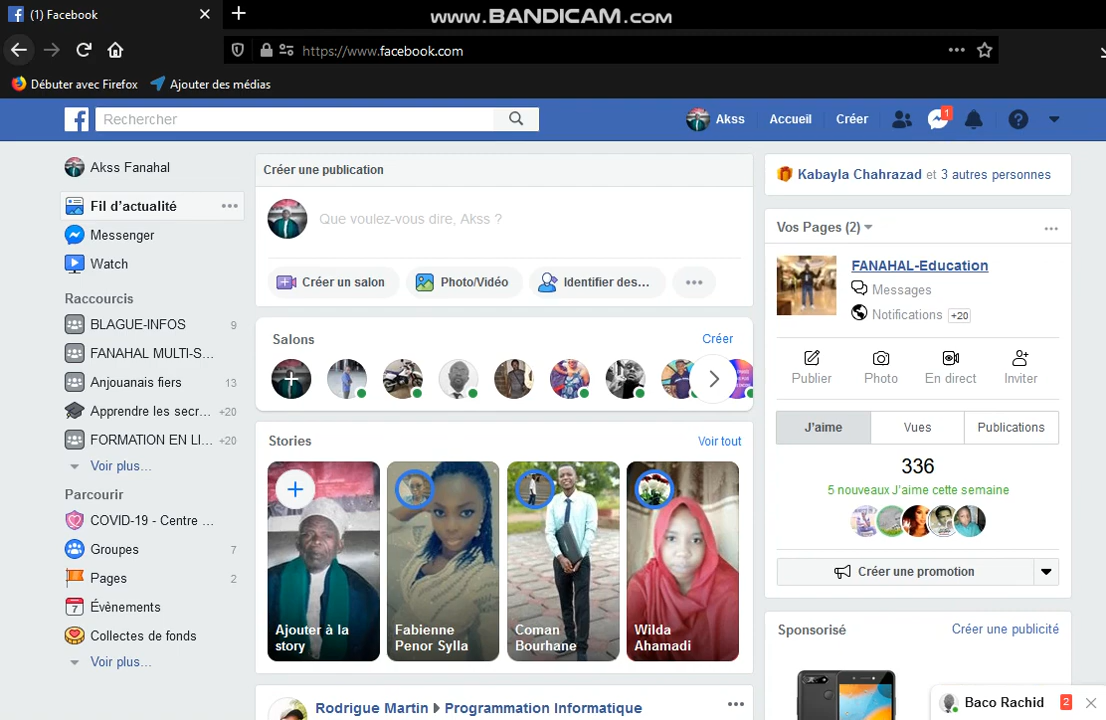 (1) Facebook
www.BANDICAM.com
https://www.facebook.com
Débuter avec Firefox
Ajouter des médias
Rechercher
Akss
Accueil
Créer
1
Akss Fanahal
Fil d'actualité
Messenger
Watch
Raccourcis
BLAGUE-INFOS 9
FANAHAL MULTI-S...
Anjouanais fiers 13
Apprendre les secr... +20
FORMATION EN LI... +20
Voir plus...
Parcourir
COVID-19 - Centre ...
Groupes 7
Pages 2
7 Évènements
Collectes de fonds
Voir plus...
Créer une publication
Que voulez-vous dire, Akss ?
Créer un salon
Photo/Vidéo
Identifier des...
Salons
Créer
Stories
Voir tout
Ajouter à la
story
Fabienne
Penor Sylla
Coman
Bourhane
Wilda
Ahamadi
Rodrigue Martin
Programmation Informatique
Kabayla Chahrazad et 3 autres personnes
Vos Pages (2)
FANAHAL-Education
Messages
Notifications +20
Publier
Photo
En direct
Inviter
J'aime
Vues
Publications
336
5 nouveaux J'aime cette semaine
Créer une promotion
Sponsorisé
Créer une publicité
Baco Rachid 2